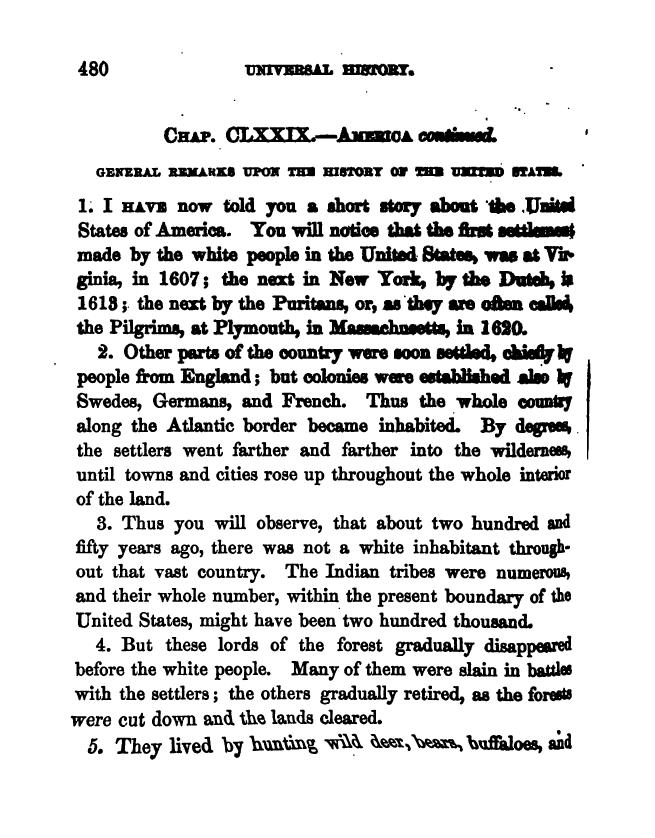 480 UNIVERSAL HISTORY.
CHAP. CLXXIX.—AMERICA continued.
GENERAL REMARKS UPON THE HISTORY OF THE UNITED STATES.
1. I HAVE now told you a short story about the United
States of America. You will notice that the first settlement
made by the white people in the United States, was at Vir-
ginia, in 1607; the next in New York, by the Dutch, in
1613; the next by the Puritans, or, as they are often called,
the Pilgrims, at Plymouth, in Massachusetts, in 1620.
2. Other parts of the country were soon settled, chiefly by
people from England; but colonies were established also by
Swedes, Germans, and French. Thus the whole country
along the Atlantic border became inhabited. By degrees,
the settlers went farther and farther into the wilderness,
until towns and cities rose up throughout the whole interior
of the land.
3. Thus you will observe, that about two hundred and
fifty years ago, there was not a white inhabitant through-
out that vast country. The Indian tribes were numerous,
and their whole number, within the present boundary of the
United States, might have been two hundred thousand.
4. But these lords of the forest gradually disappeared
before the white people. Many of them were slain in battles
with the settlers; the others gradually retired, as the forests
were cut down and the lands cleared.
5. They lived by hunting wild deer, bears, buffaloes, and